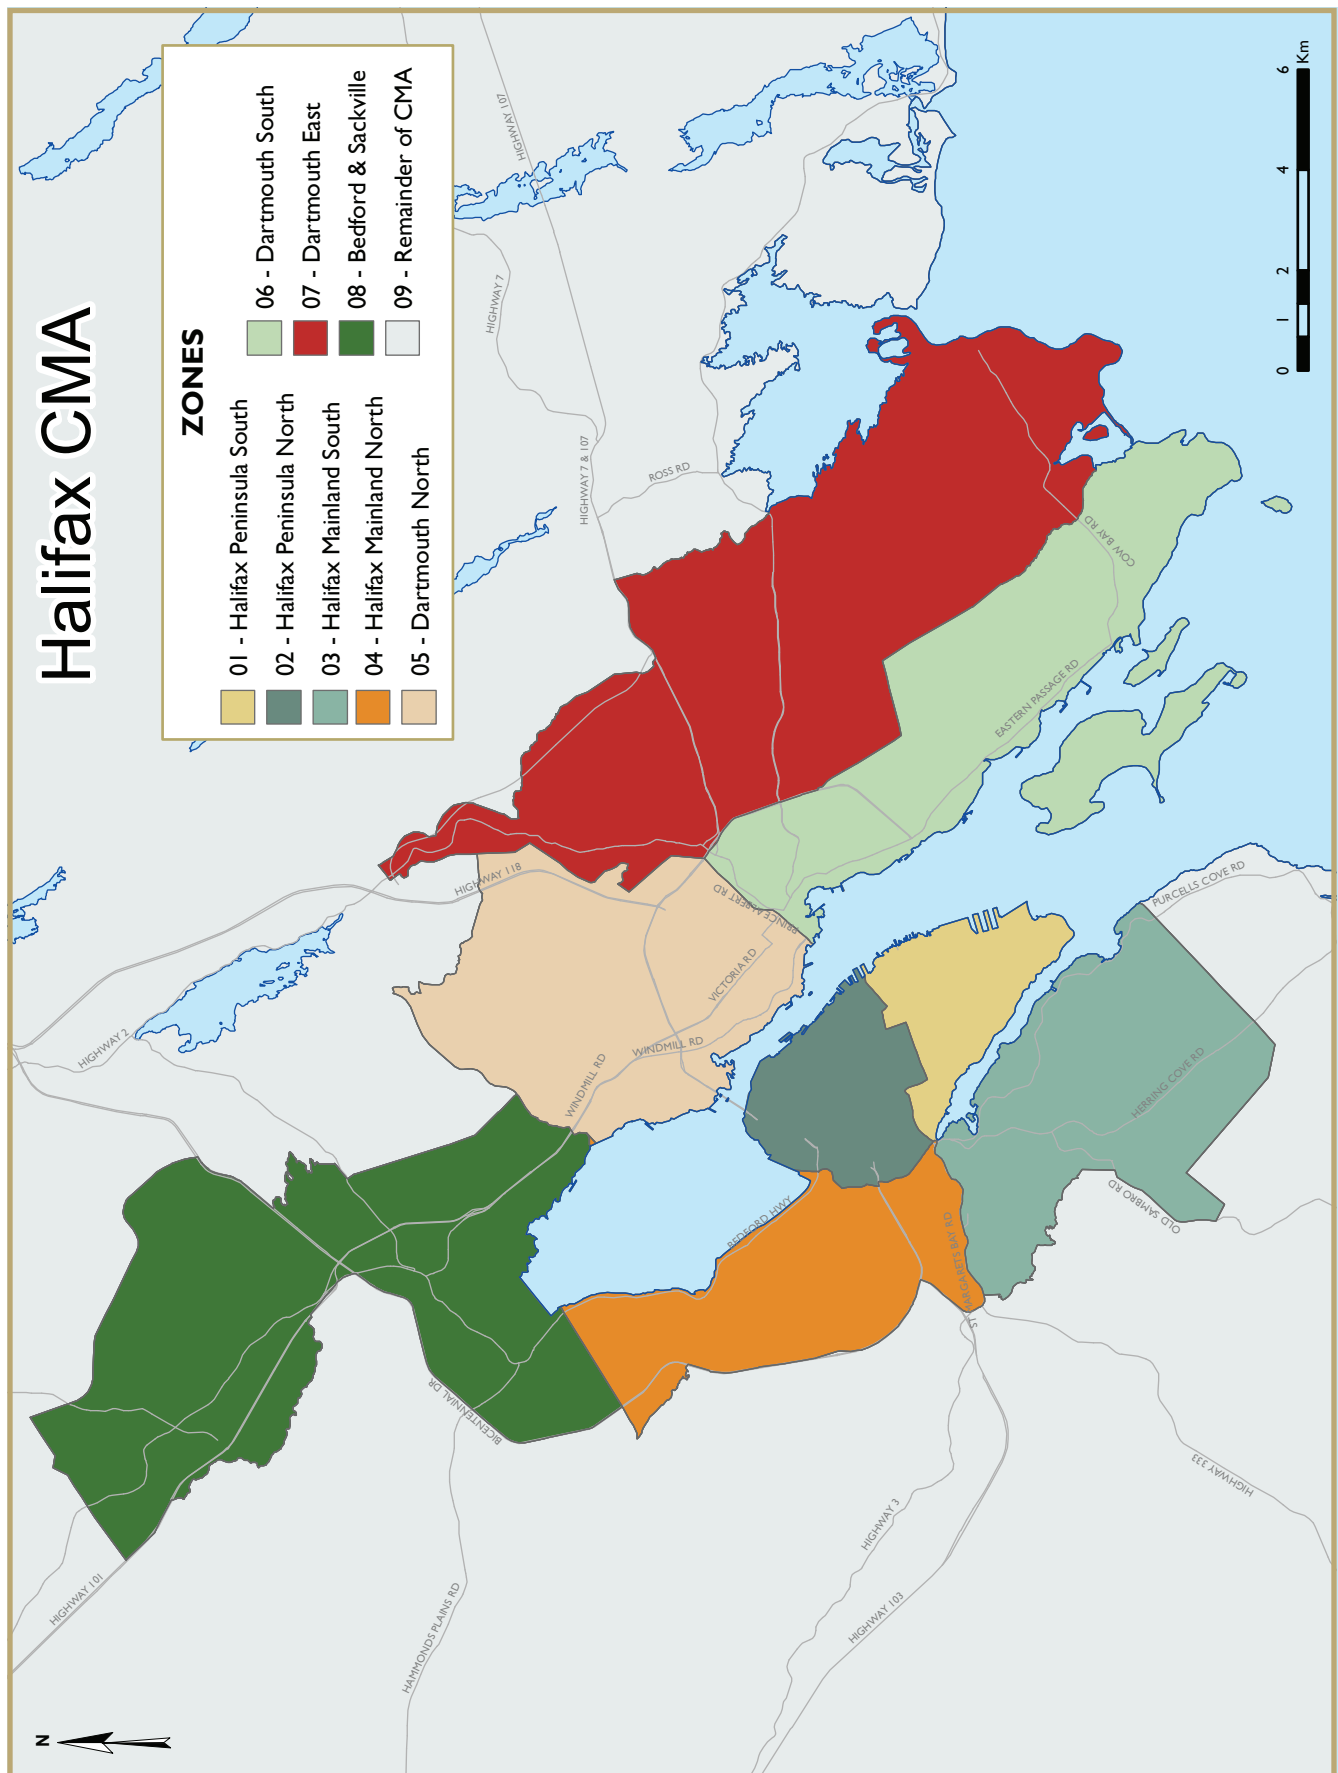 Halifax CMA
ZONES
01 - Halifax Peninsula South
02 - Halifax Peninsula North
03 - Halifax Mainland South
04 - Halifax Mainland North
05 - Dartmouth North
06 - Dartmouth South
07 - Dartmouth East
08 - Bedford & Sackville
09 - Remainder of CMA
N
HIGHWAY 101
HAMMONDS PLAINS RD
BICENTENNIAL DR
HIGHWAY 2
HIGHWAY 118
HIGHWAY 7
HIGHWAY 107
HIGHWAY 7 & 107
ROSS RD
WINDMILL RD
WINDMILL RD
VICTORIA RD
PRINCE ALBERT RD
BEDFORD HWY
ST MARGARETS BAY RD
HIGHWAY 3
HIGHWAY 103
HIGHWAY 333
OLD SAMBRO RD
HERRING COVE RD
PURCELLS COVE RD
EASTERN PASSAGE RD
COW BAY RD
0 1 2 4 6
Km